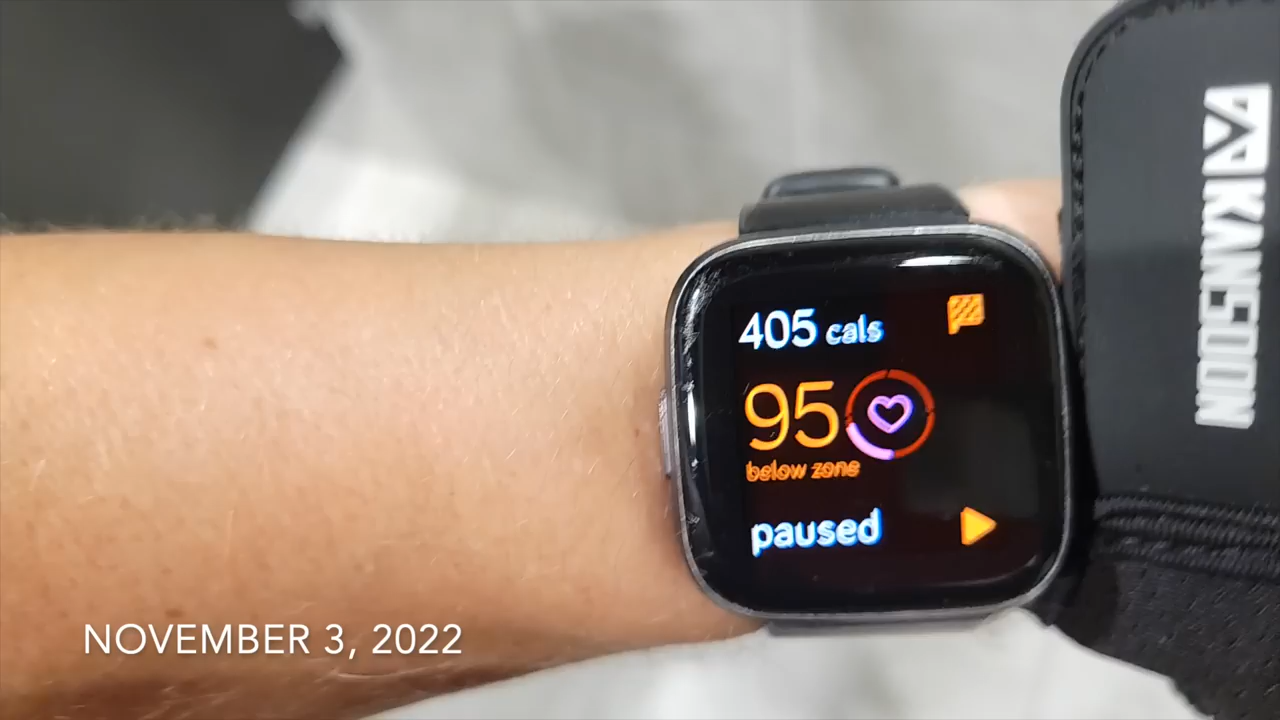 405 cals
95
below zone
paused
KANSOON
NOVEMBER 3, 2022